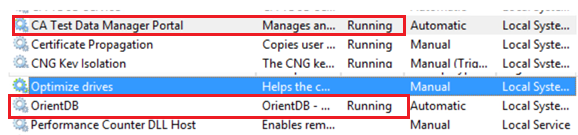 CA Test Data Manager Portal Manages an... Running Automatic Local Syste...
Certificate Propagation Copies user ... Running Manual Local Syste...
CNG Key Isolation The CNG ke... Running Manual (Trig... Local Syste...
Optimize drives Helps the c... Manual Local Syste...
OrientDB OrientDB - ... Running Automatic Local Syste...
Performance Counter DLL Host Enables rem... Manual Local Service